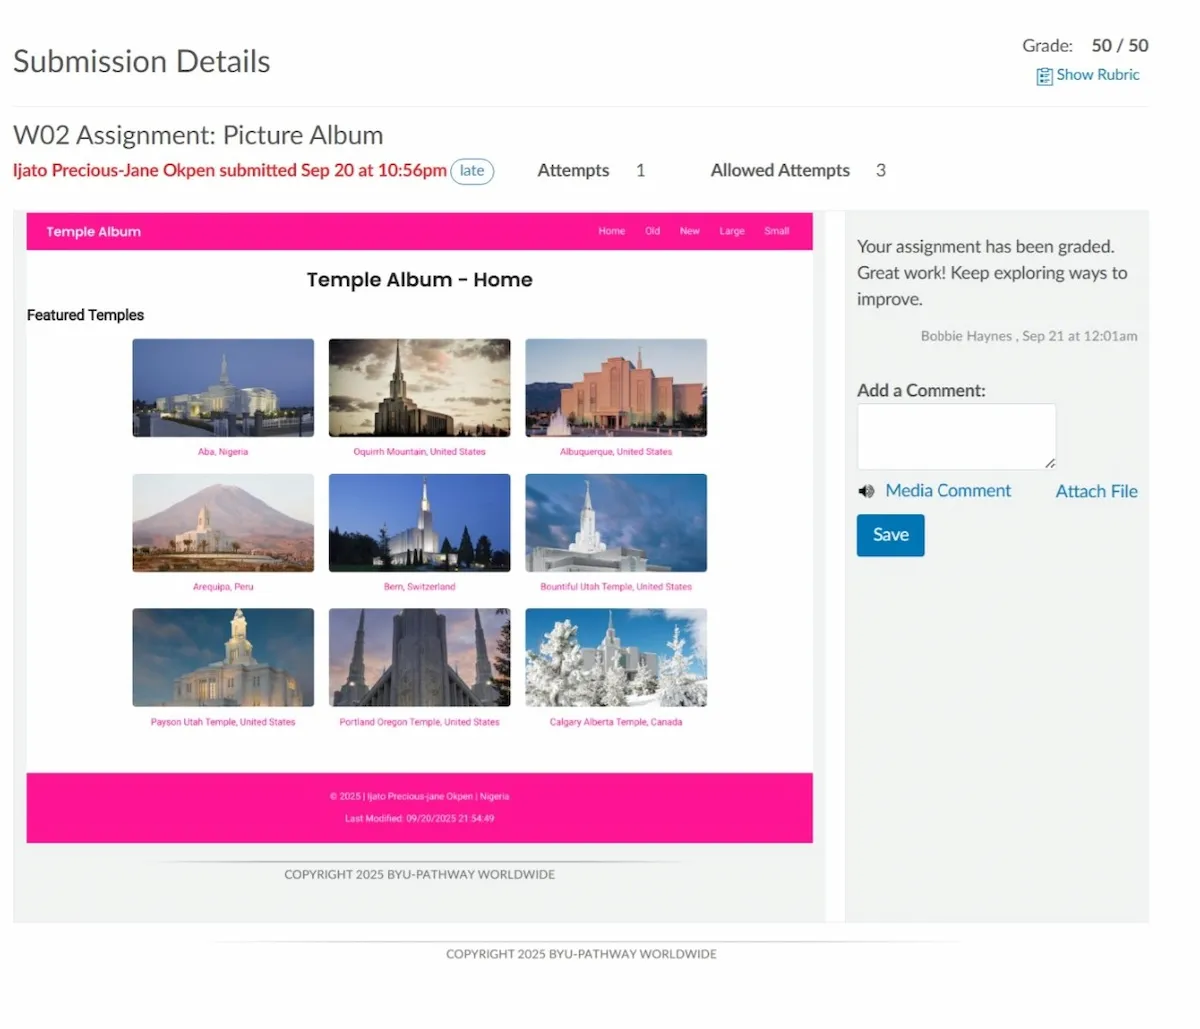 Submission Details
Grade: 50 / 50
Show Rubric
W02 Assignment: Picture Album
Ijato Precious-Jane Okpen submitted Sep 20 at 10:56pm late
Attempts 1
Allowed Attempts 3
Temple Album
Home Old New Large Small
Temple Album - Home
Featured Temples
Aba, Nigeria
Oquirrh Mountain, United States
Albuquerque, United States
Arequipa, Peru
Bern, Switzerland
Bountiful Utah Temple, United States
Payson Utah Temple, United States
Portland Oregon Temple, United States
Calgary Alberta Temple, Canada
© 2025 | Ijato Precious-jane Okpen | Nigeria
Last Modified: 09/20/2025 21:54:49
COPYRIGHT 2025 BYU-PATHWAY WORLDWIDE
Your assignment has been graded.
Great work! Keep exploring ways to
improve.
Bobbie Haynes , Sep 21 at 12:01am
Add a Comment:
Media Comment
Attach File
Save
COPYRIGHT 2025 BYU-PATHWAY WORLDWIDE